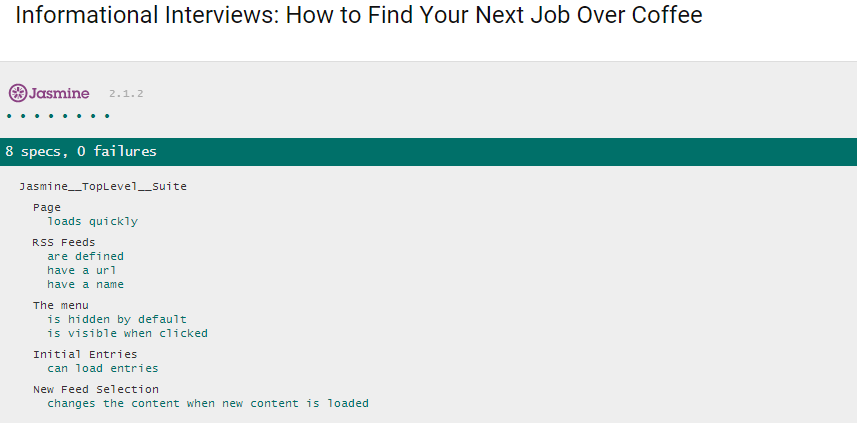 Informational Interviews: How to Find Your Next Job Over Coffee
Jasmine 2.1.2
8 specs, 0 failures
Jasmine__TopLevel__Suite
Page
loads quickly
RSS Feeds
are defined
have a url
have a name
The menu
is hidden by default
is visible when clicked
Initial Entries
can load entries
New Feed Selection
changes the content when new content is loaded